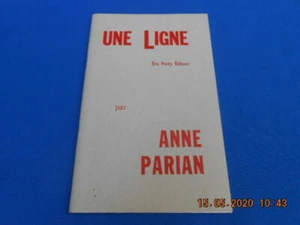 UNE LIGNE
Éric Pesty Éditeur
par
ANNE
PARIAN
15.05.2020 10:43